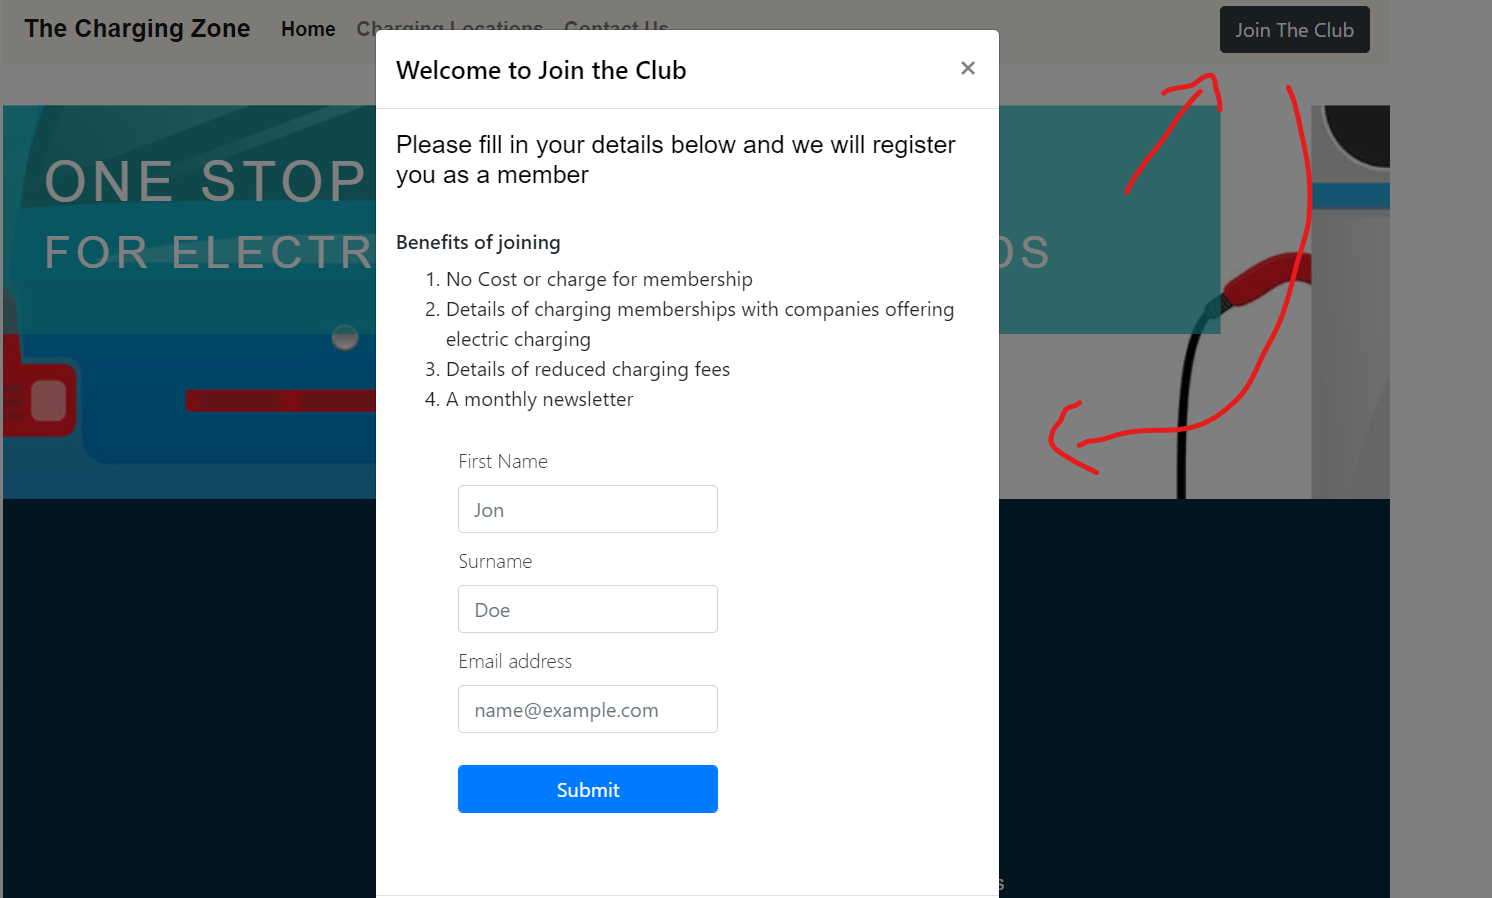 The Charging Zone Home Charging Locations Contact Us Join The Club
Welcome to Join the Club ×
Please fill in your details below and we will register
you as a member
ONE STOP
FOR ELECTR
DS
Benefits of joining
1. No Cost or charge for membership
2. Details of charging memberships with companies offering
electric charging
3. Details of reduced charging fees
4. A monthly newsletter
First Name
Jon
Surname
Doe
Email address
name@example.com
Submit
s